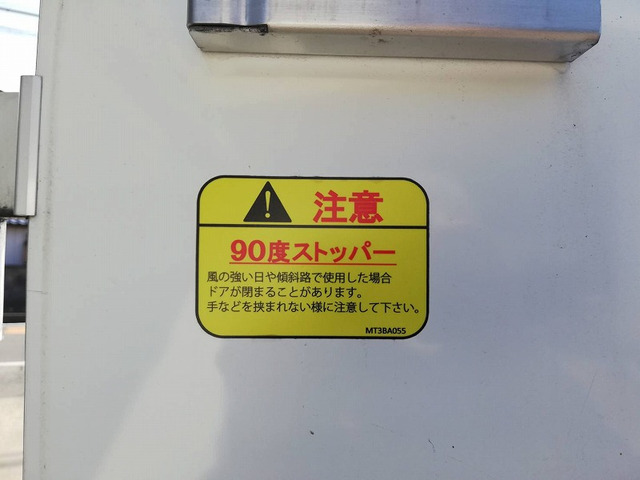 注意
90度ストッパー
風の強い日や傾斜路で使用した場合
ドアが閉まることがあります。
手などを挟まれない様に注意して下さい。
MT3BA055